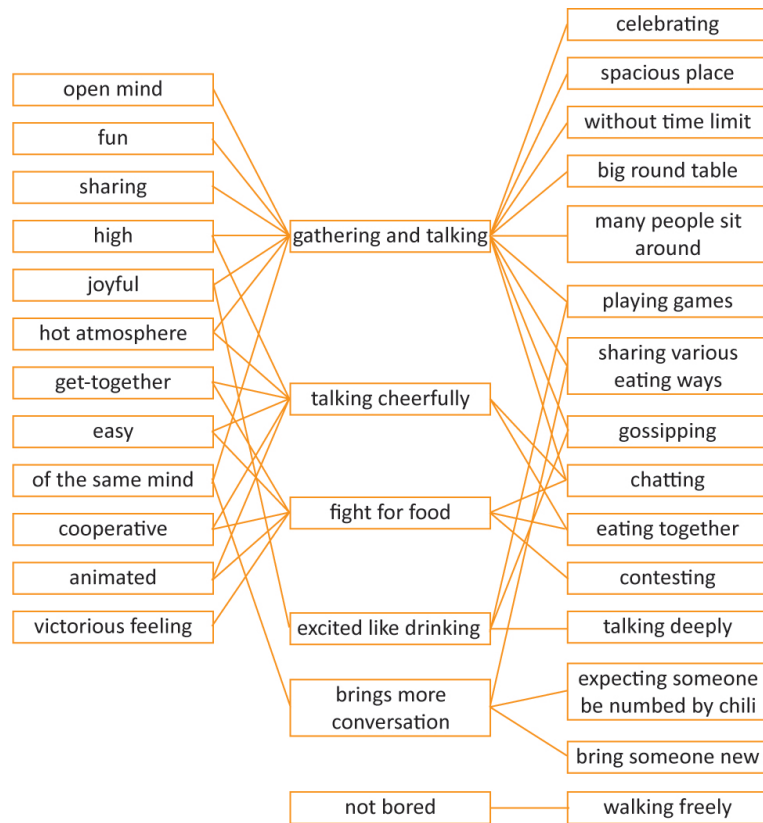 open mind
fun
sharing
high
joyful
hot atmosphere
get-together
easy
of the same mind
cooperative
animated
victorious feeling
gathering and talking
talking cheerfully
fight for food
excited like drinking
brings more
conversation
not bored
celebrating
spacious place
without time limit
big round table
many people sit
around
playing games
sharing various
eating ways
gossipping
chatting
eating together
contesting
talking deeply
expecting someone
be numbed by chili
bring someone new
walking freely